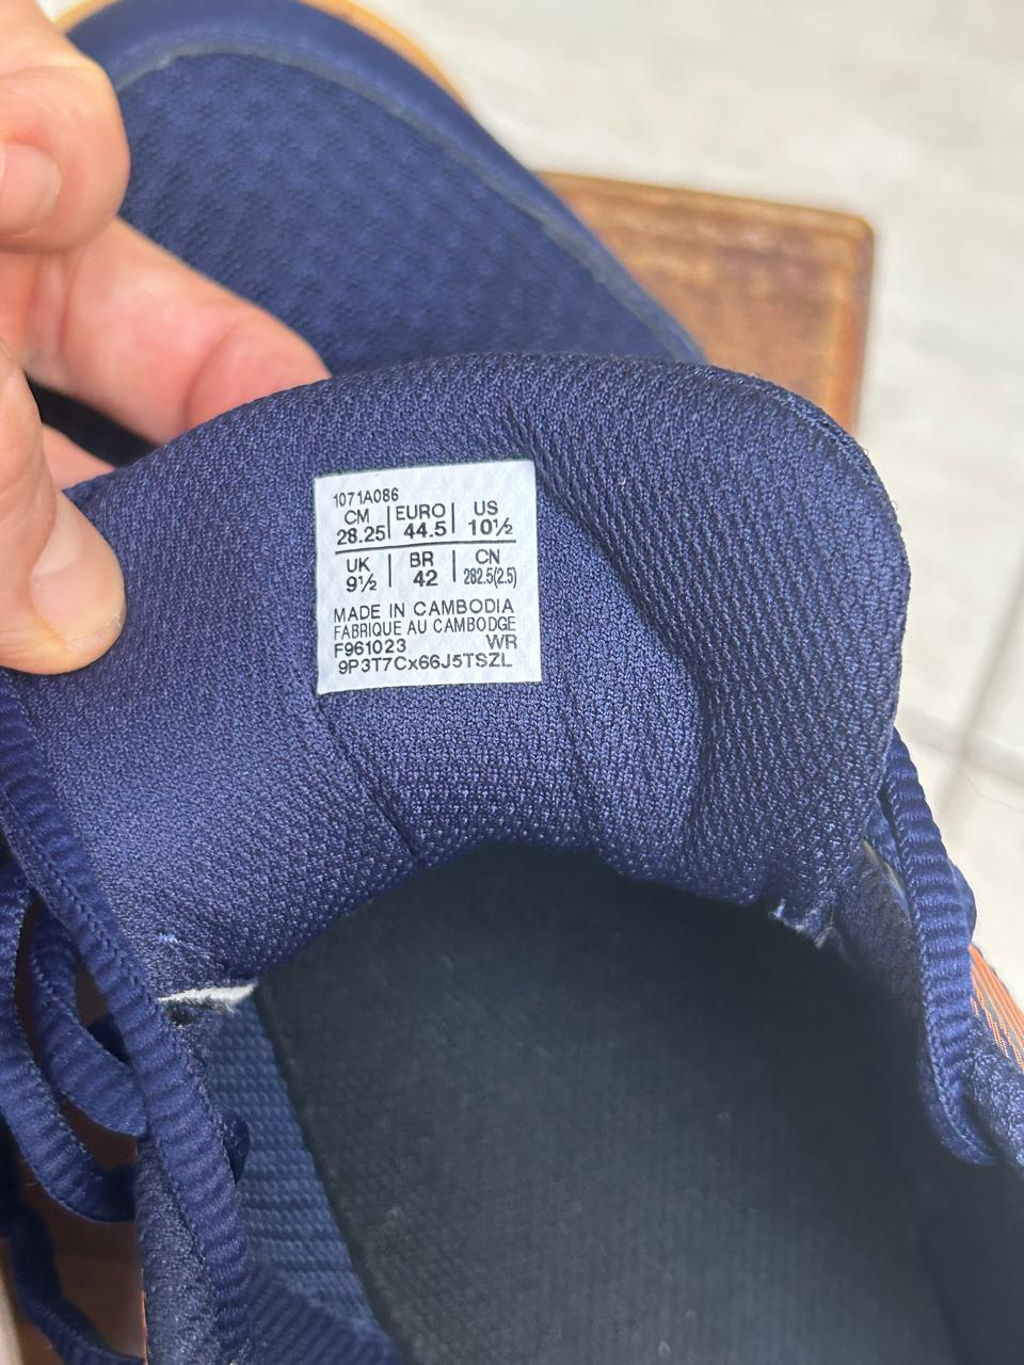 1071A086
CM | EURO | US
28.25 | 44.5 | 10½
UK | BR | CN
9½ | 42 | 282.5(2.5)
MADE IN CAMBODIA
FABRIQUE AU CAMBODGE
F961023 WR
9P3T7Cx66J5TSZL